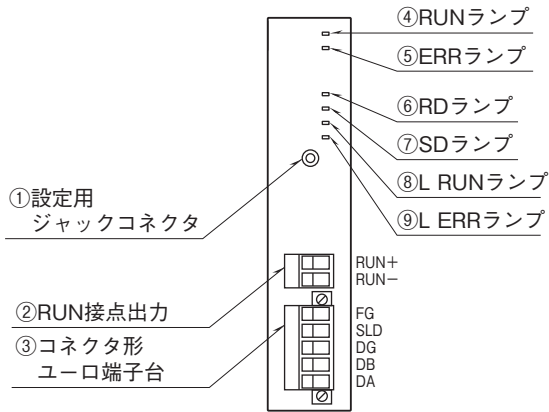 ④RUNランプ
⑤ERRランプ
⑥RDランプ
⑦SDランプ
⑧L RUNランプ
⑨L ERRランプ
①設定用
ジャックコネクタ
②RUN接点出力
③コネクタ形
ユーロ端子台
RUN+
RUN−
FG
SLD
DG
DB
DA